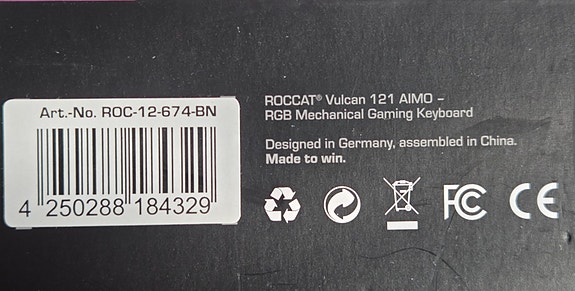 Art.-No. ROC-12-674-BN
4 250288 184329
ROCCAT® Vulcan 121 AIMO –
RGB Mechanical Gaming Keyboard
Designed in Germany, assembled in China.
Made to win.
FC CE